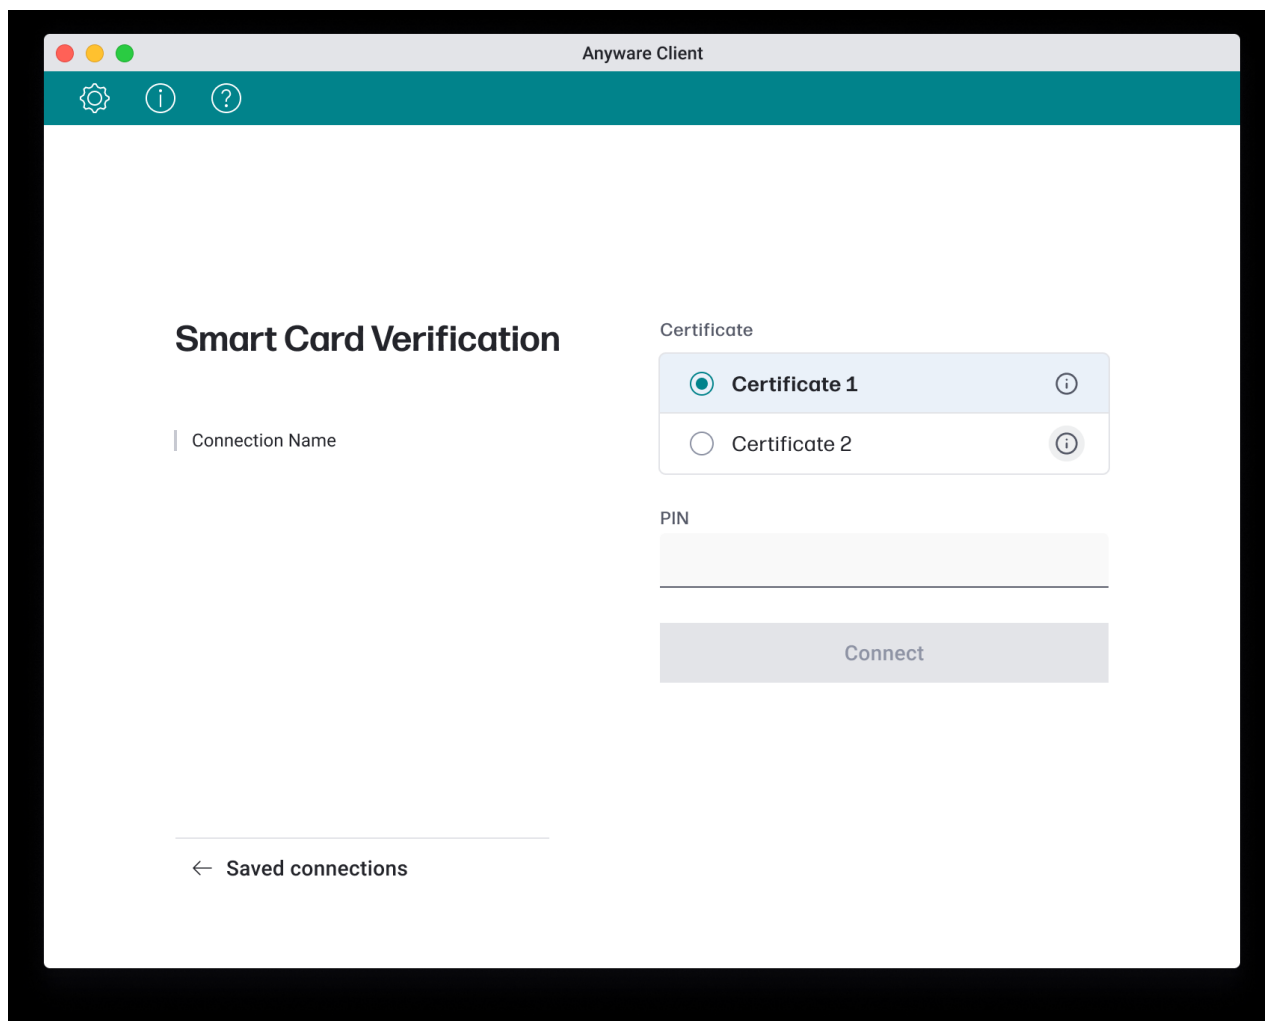 Anyware Client
Smart Card Verification
Connection Name
Certificate
Certificate 1
Certificate 2
PIN
Connect
← Saved connections